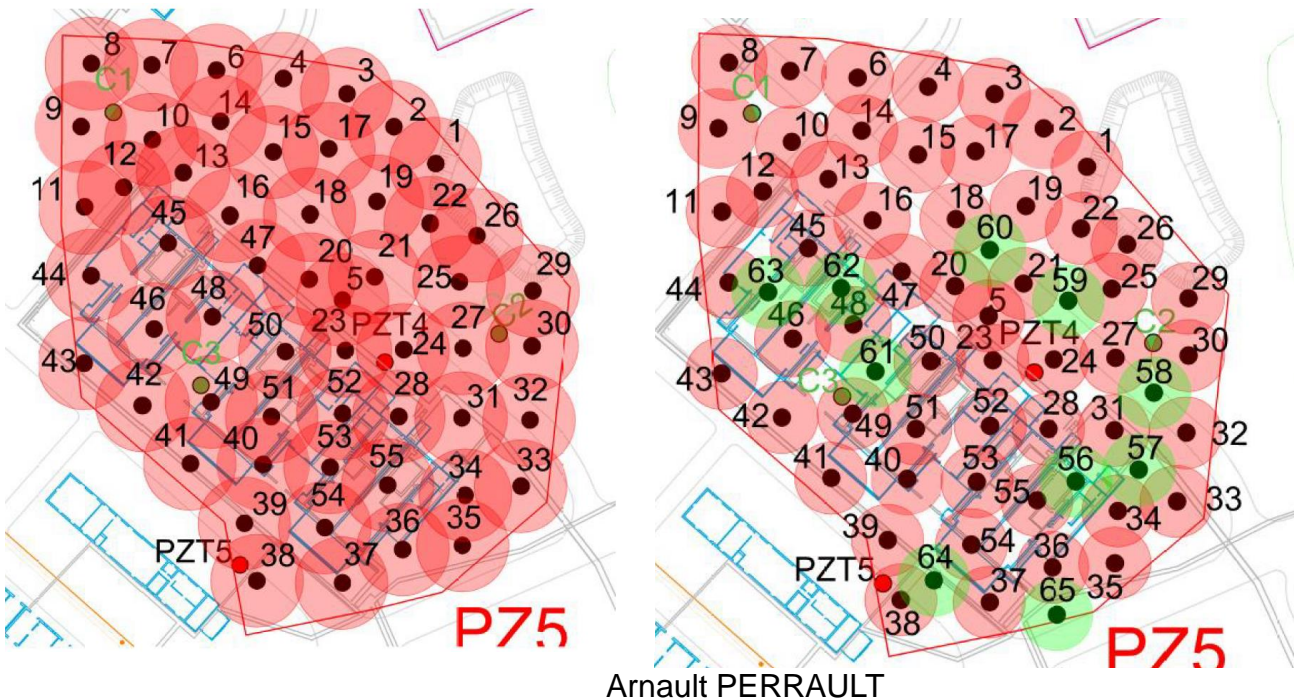 8 7 6 4 3
C1
9 10 14 15 17 2 1
12 13
11 16 18 19 22 26
45 47 20 21 25 29
44 46 48 5 C2
50 23 PZT4 24 27 30
43 C3
42 49 51 52 28 31 32
41 40 53 55 34 33
39 54 36 35
PZT5 38 37
PZ5
8 7 6 4 3
C1
9 10 14 15 17 2 1
12 13
11 16 18 19 22 26
45 60
44 63 62 47 20 21 59 25 29
46 48 5 C2
50 23 PZT4 24 27 30
43 61 58
C3
42 49 51 52 28 31 32
41 40 53 56 57
55 34 33
39 54 36 35
PZT5 64 37 65
38
PZ5
Arnault PERRAULT